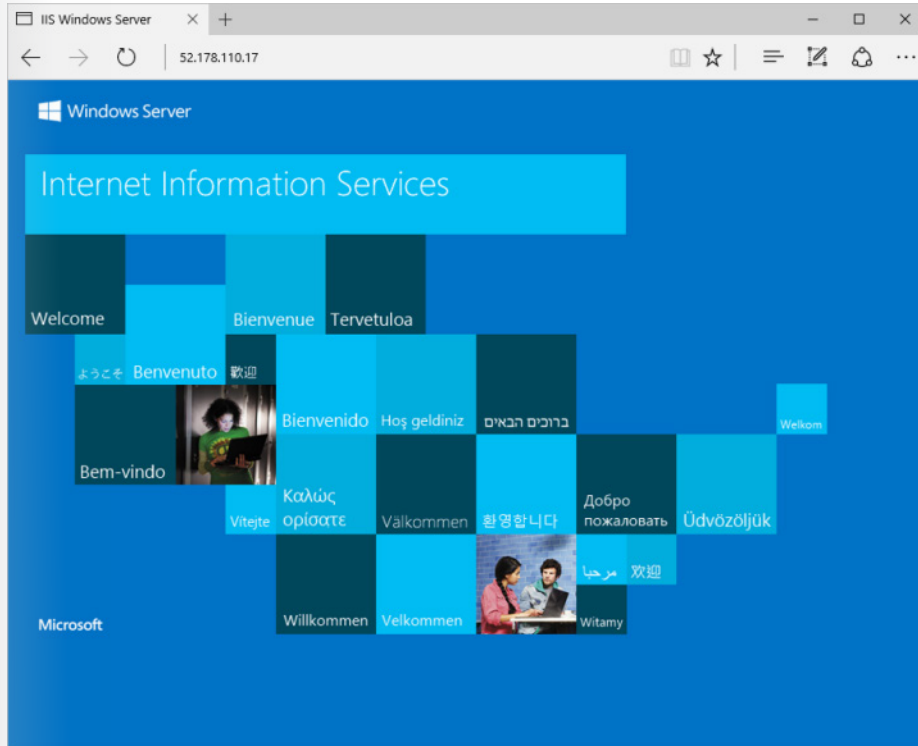 IIS Windows Server
52.178.110.17
Windows Server
Internet Information Services
Welcome
Bienvenue
Tervetuloa
ようこそ
Benvenuto
歡迎
Bienvenido
Hoş geldiniz
ברוכים הבאים
Welkom
Bem-vindo
Vítejte
Καλώς
ορίσατε
Välkommen
환영합니다
Добро
пожаловать
Üdvözöljük
مرحبا
欢迎
Microsoft
Willkommen
Velkommen
Witamy